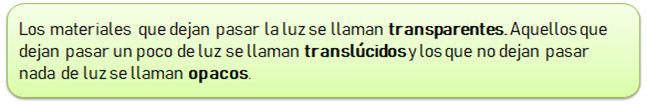 Los materiales que dejan pasar la luz se llaman transparentes. Aquellos que
dejan pasar un poco de luz se llaman translúcidos y los que no dejan pasar
nada de luz se llaman opacos.